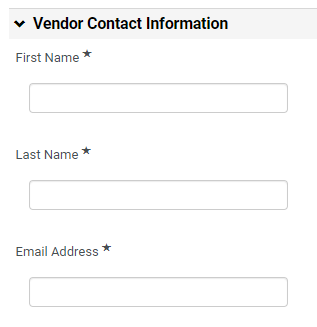 Vendor Contact Information
First Name ★
Last Name ★
Email Address ★